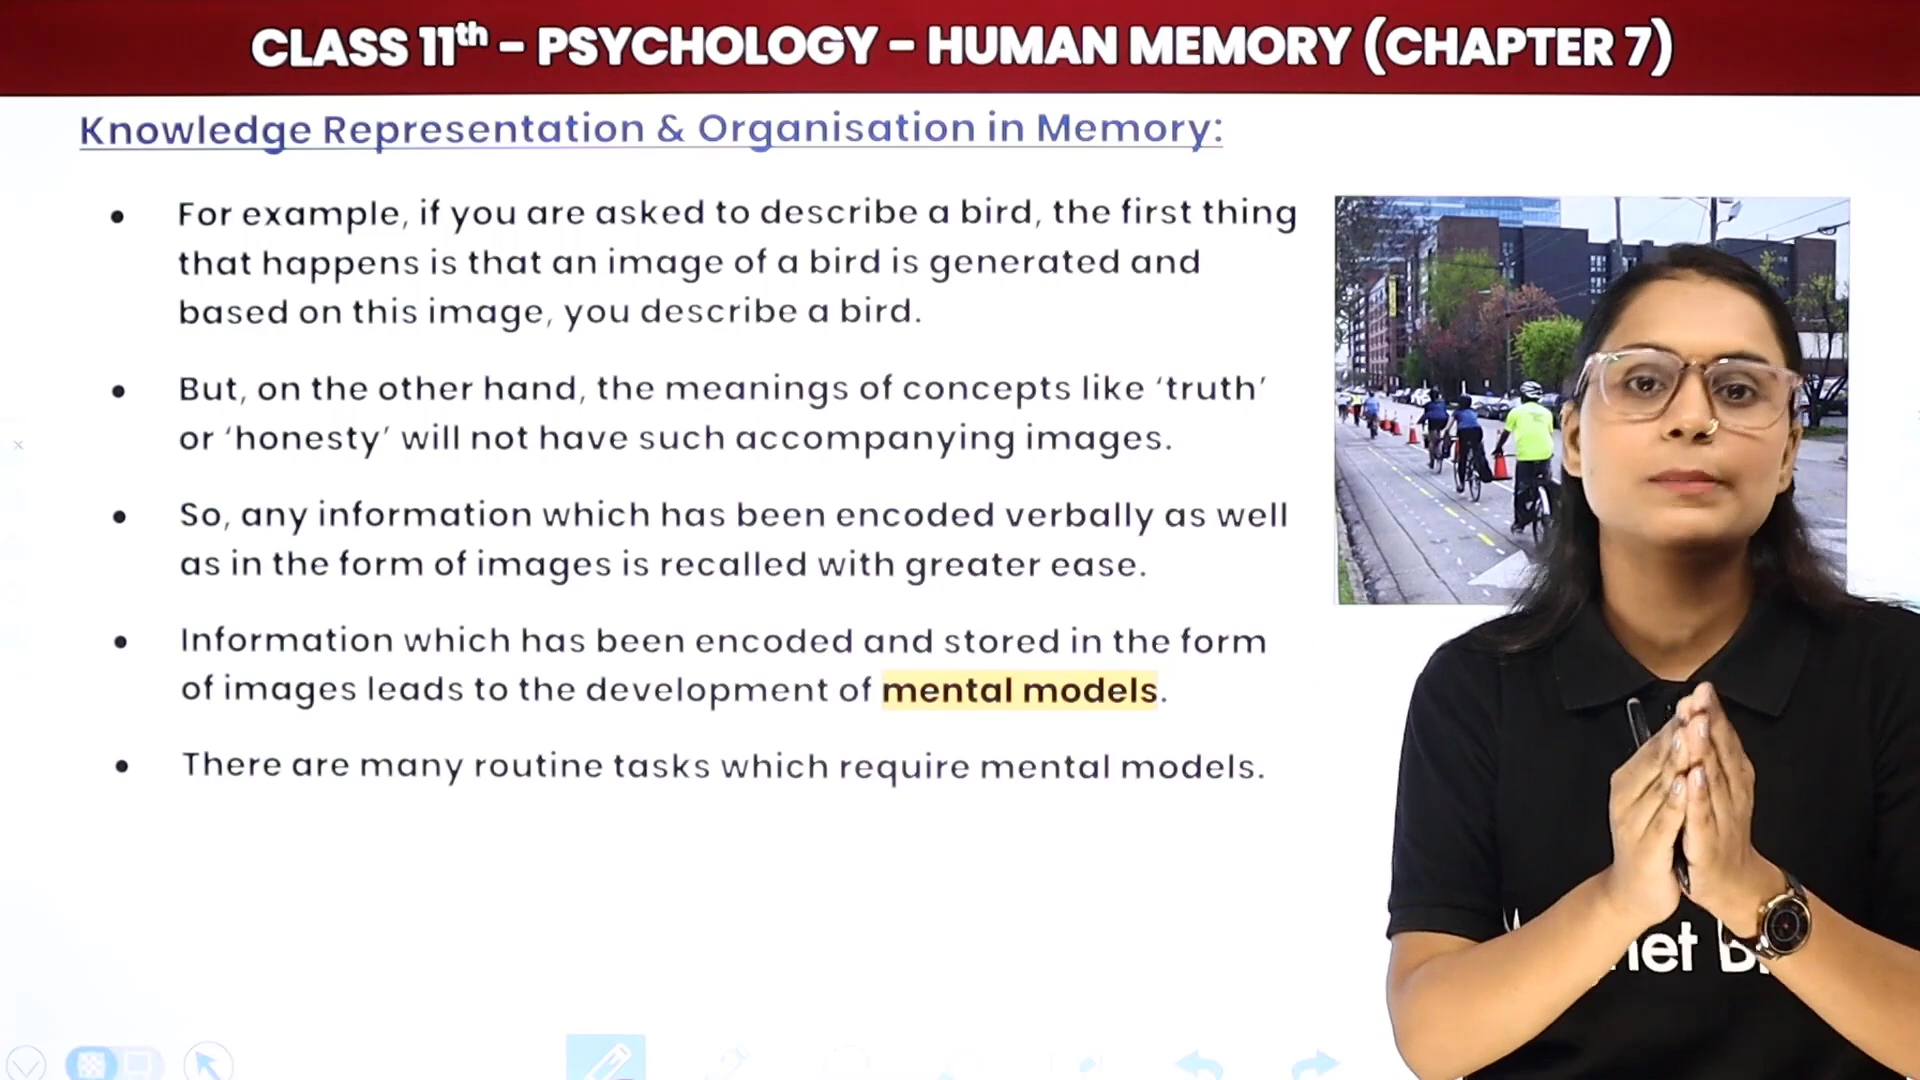 CLASS 11th – PSYCHOLOGY – HUMAN MEMORY (CHAPTER 7)
Knowledge Representation & Organisation in Memory:
• For example, if you are asked to describe a bird, the first thing
that happens is that an image of a bird is generated and
based on this image, you describe a bird.
• But, on the other hand, the meanings of concepts like ‘truth’
or ‘honesty’ will not have such accompanying images.
• So, any information which has been encoded verbally as well
as in the form of images is recalled with greater ease.
• Information which has been encoded and stored in the form
of images leads to the development of mental models.
• There are many routine tasks which require mental models.